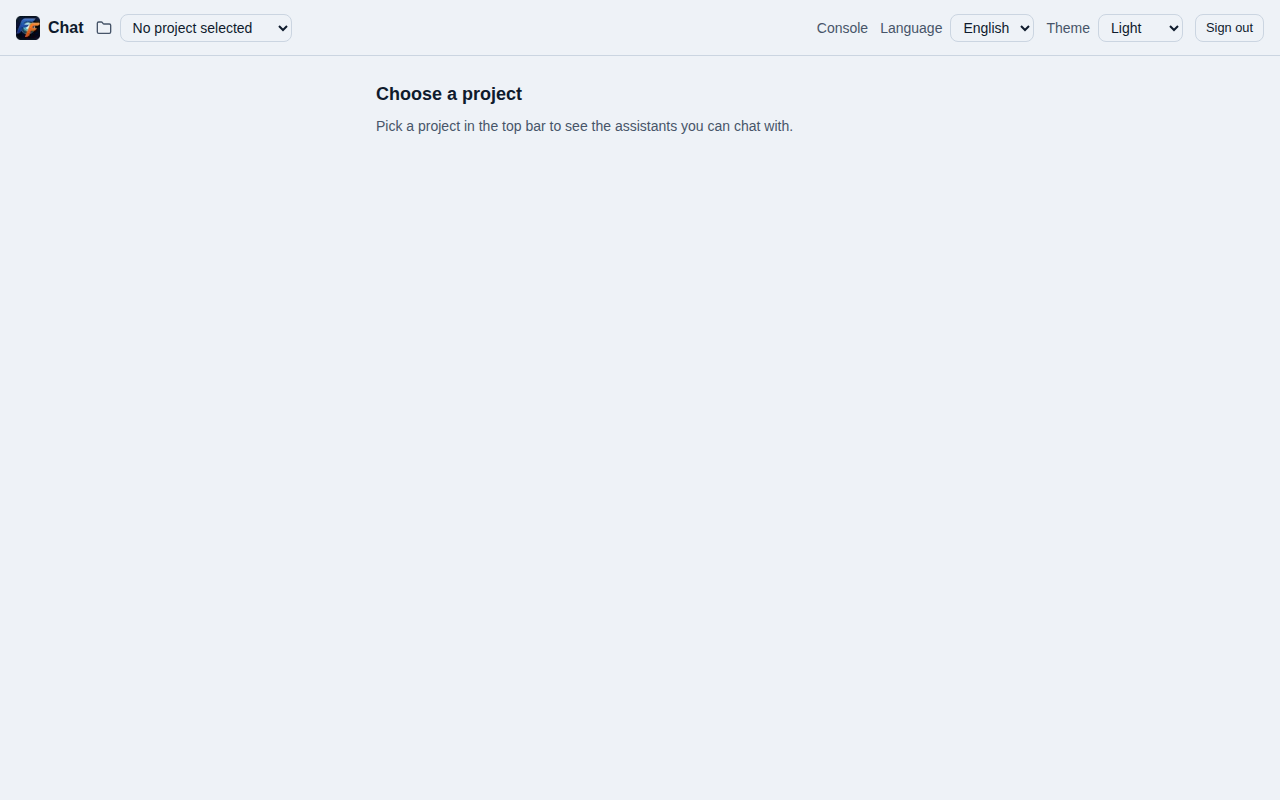 Chat
No project selected
Console
Language
English
Theme
Light
Sign out
Choose a project
Pick a project in the top bar to see the assistants you can chat with.